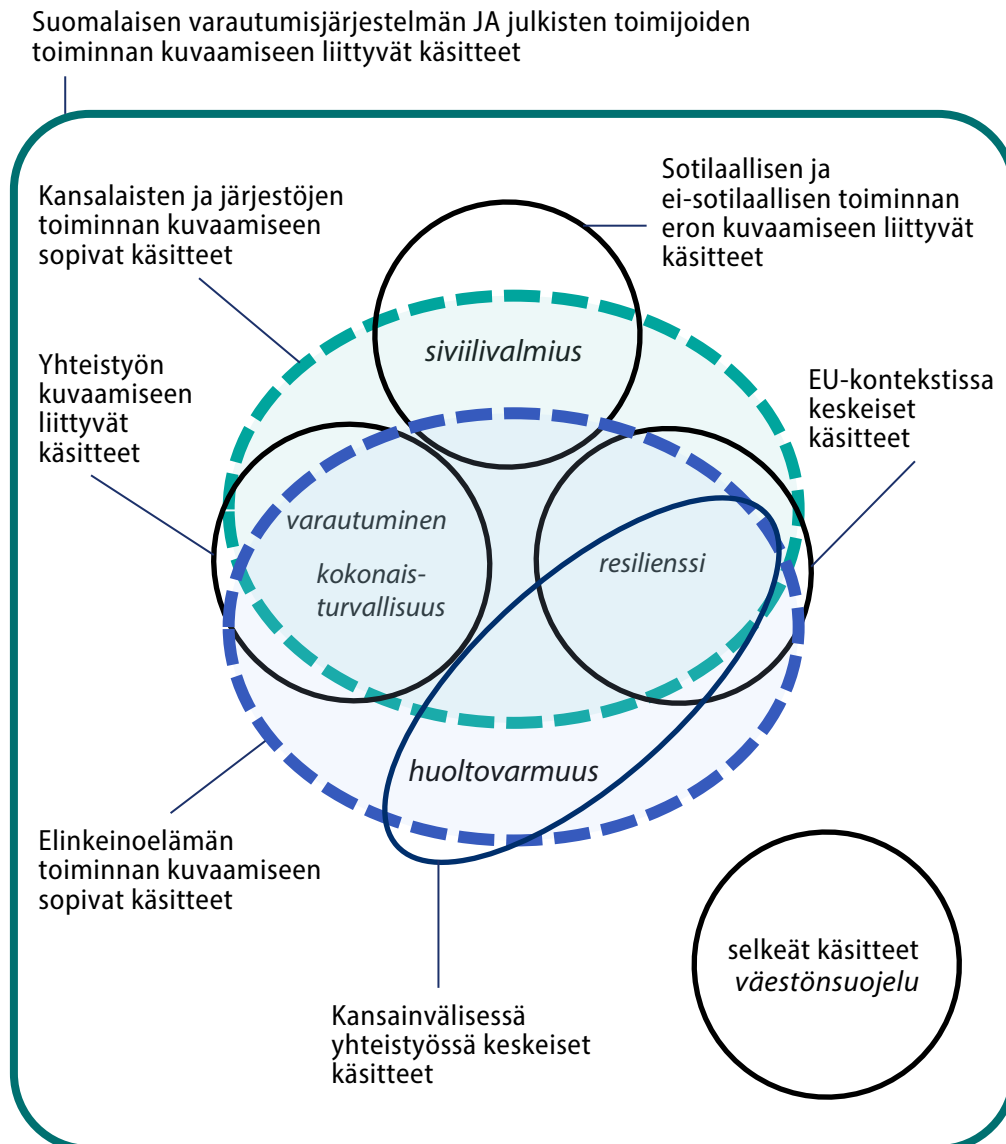 Suomalaisen varautumisjärjestelmän JA julkisten toimijoiden
toiminnan kuvaamiseen liittyvät käsitteet
Kansalaisten ja järjestöjen
toiminnan kuvaamiseen
sopivat käsitteet
Sotilaallisen ja
ei-sotilaallisen toiminnan
eron kuvaamiseen liittyvät
käsitteet
siviilivalmius
Yhteistyön
kuvaamiseen
liittyvät
käsitteet
EU-kontekstissa
keskeiset
käsitteet
varautuminen
kokonais-
turvallisuus
resilienssi
huoltovarmuus
Elinkeinoelämän
toiminnan kuvaamiseen
sopivat käsitteet
selkeät käsitteet
väestönsuojelu
Kansainvälisessä
yhteistyössä keskeiset
käsitteet